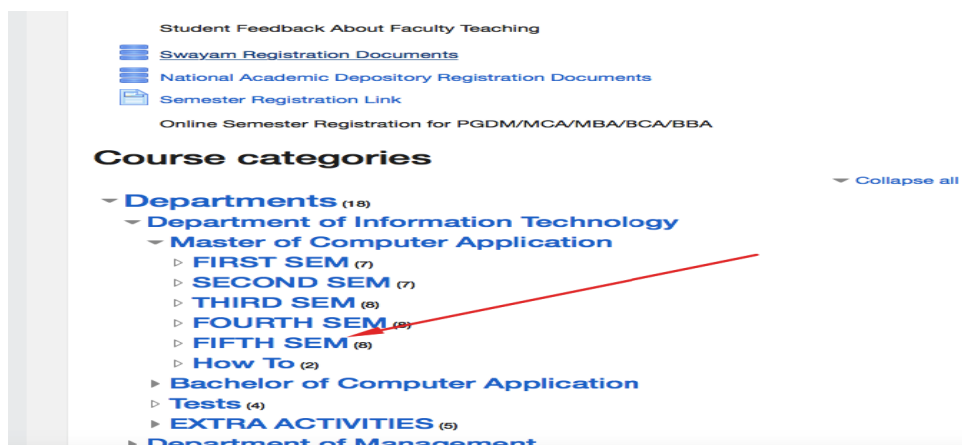 Student Feedback About Faculty Teaching
Swayam Registration Documents
National Academic Depository Registration Documents
Semester Registration Link
Online Semester Registration for PGDM/MCA/MBA/BCA/BBA
Course categories
Collapse all
Departments (18)
Department of Information Technology
Master of Computer Application
FIRST SEM (7)
SECOND SEM (7)
THIRD SEM (8)
FOURTH SEM
FIFTH SEM (8)
How To (2)
Bachelor of Computer Application
Tests (4)
EXTRA ACTIVITIES (5)
Department of Management